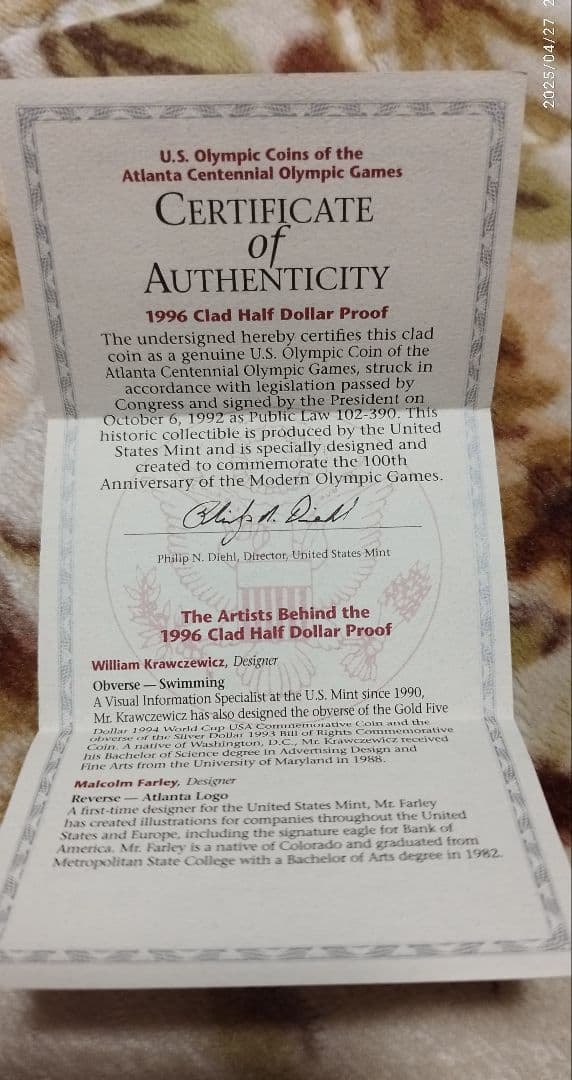 2025/04/27 2
U.S. Olympic Coins of the
Atlanta Centennial Olympic Games
CERTIFICATE
of
AUTHENTICITY
1996 Clad Half Dollar Proof
The undersigned hereby certifies this clad
coin as a genuine U.S. Olympic Coin of the
Atlanta Centennial Olympic Games, struck in
accordance with legislation passed by
Congress and signed by the President on
October 6, 1992 as Public Law 102-390. This
historic collectible is produced by the United
States Mint and is specially designed and
created to commemorate the 100th
Anniversary of the Modern Olympic Games.
Philip N. Diehl
Philip N. Diehl, Director, United States Mint
The Artists Behind the
1996 Clad Half Dollar Proof
William Krawczewicz, Designer
Obverse — Swimming
A Visual Information Specialist at the U.S. Mint since 1990,
Mr. Krawczewicz has also designed the obverse of the Gold Five
Dollar 1994 World Cup USA Commemorative Coin and the
obverse of the Silver Dollar 1993 Bill of Rights Commemorative
Coin. A native of Washington, D.C., Mr. Krawczewicz received
his Bachelor of Science degree in Advertising Design and
Fine Arts from the University of Maryland in 1988.
Malcolm Farley, Designer
Reverse — Atlanta Logo
A first-time designer for the United States Mint, Mr. Farley
has created illustrations for companies throughout the United
States and Europe, including the signature eagle for Bank of
America. Mr. Farley is a native of Colorado and graduated from
Metropolitan State College with a Bachelor of Arts degree in 1982.